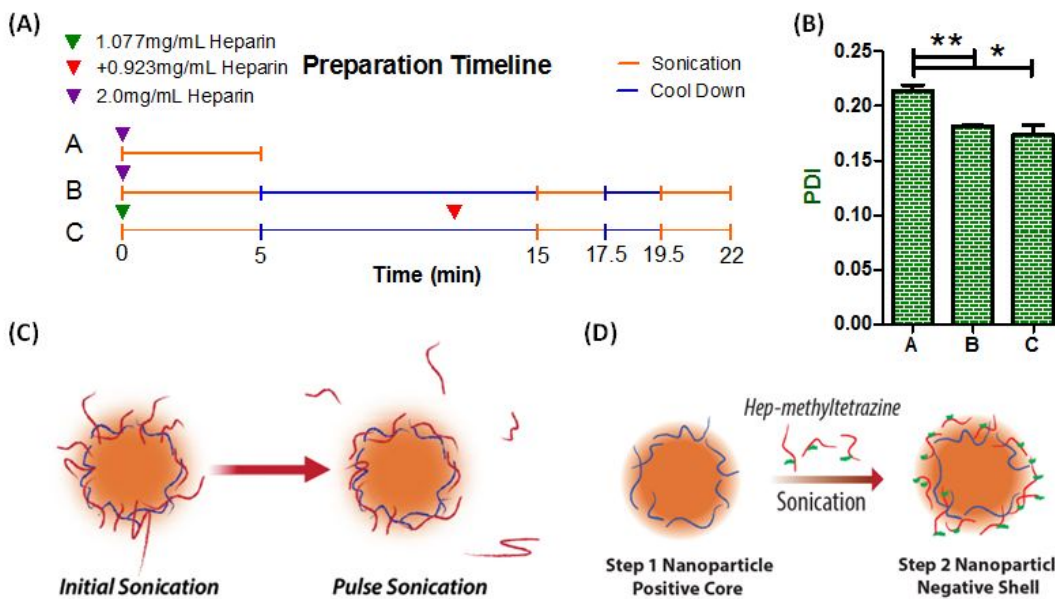 (A)
1.077mg/mL Heparin
+0.923mg/mL Heparin
2.0mg/mL Heparin
Preparation Timeline
Sonication
Cool Down
A
B
C
0
5
15
17.5
19.5
22
Time (min)
(B)
**
*
0.25
0.20
0.15
0.10
0.05
0.00
PDI
A
B
C
(C)
Initial Sonication
Pulse Sonication
(D)
Hep-methyltetrazine
Sonication
Step 1 Nanoparticle
Positive Core
Step 2 Nanoparticl
Negative Shell